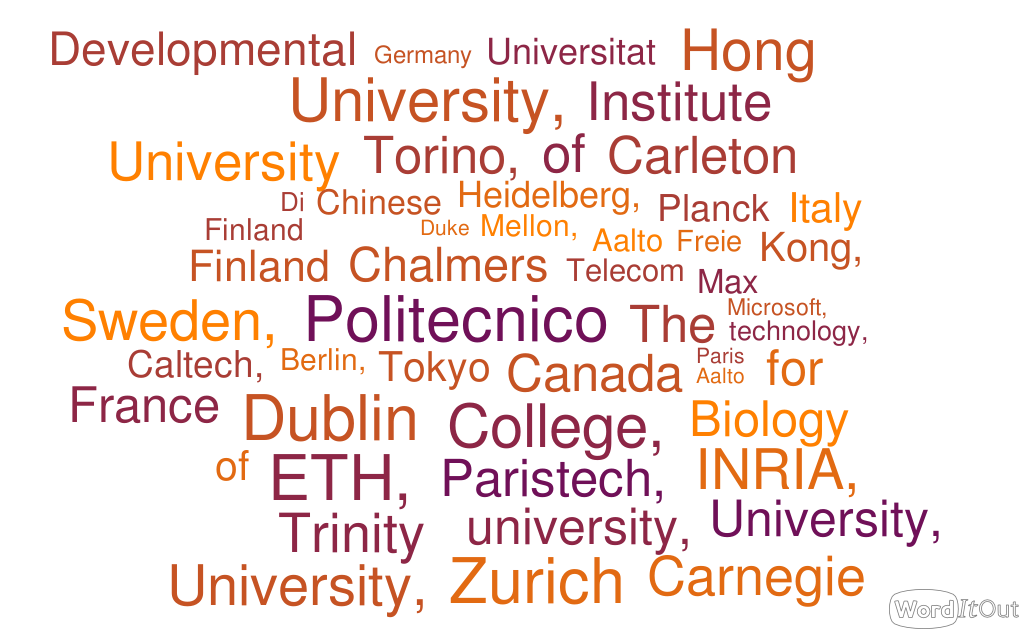 Developmental Germany Universitat Hong
University, Institute
University Torino, of Carleton
Di Chinese Heidelberg, Planck Italy
Finland Duke Mellon, Aalto Freie Kong,
Finland Chalmers Telecom Max
Sweden, Politecnico The Microsoft,
technology,
Caltech, Berlin, Tokyo Canada Paris for
Aalto
France Dublin College, Biology
of ETH, Paristech, INRIA,
Trinity university, University,
University, Zurich Carnegie
WordItOut